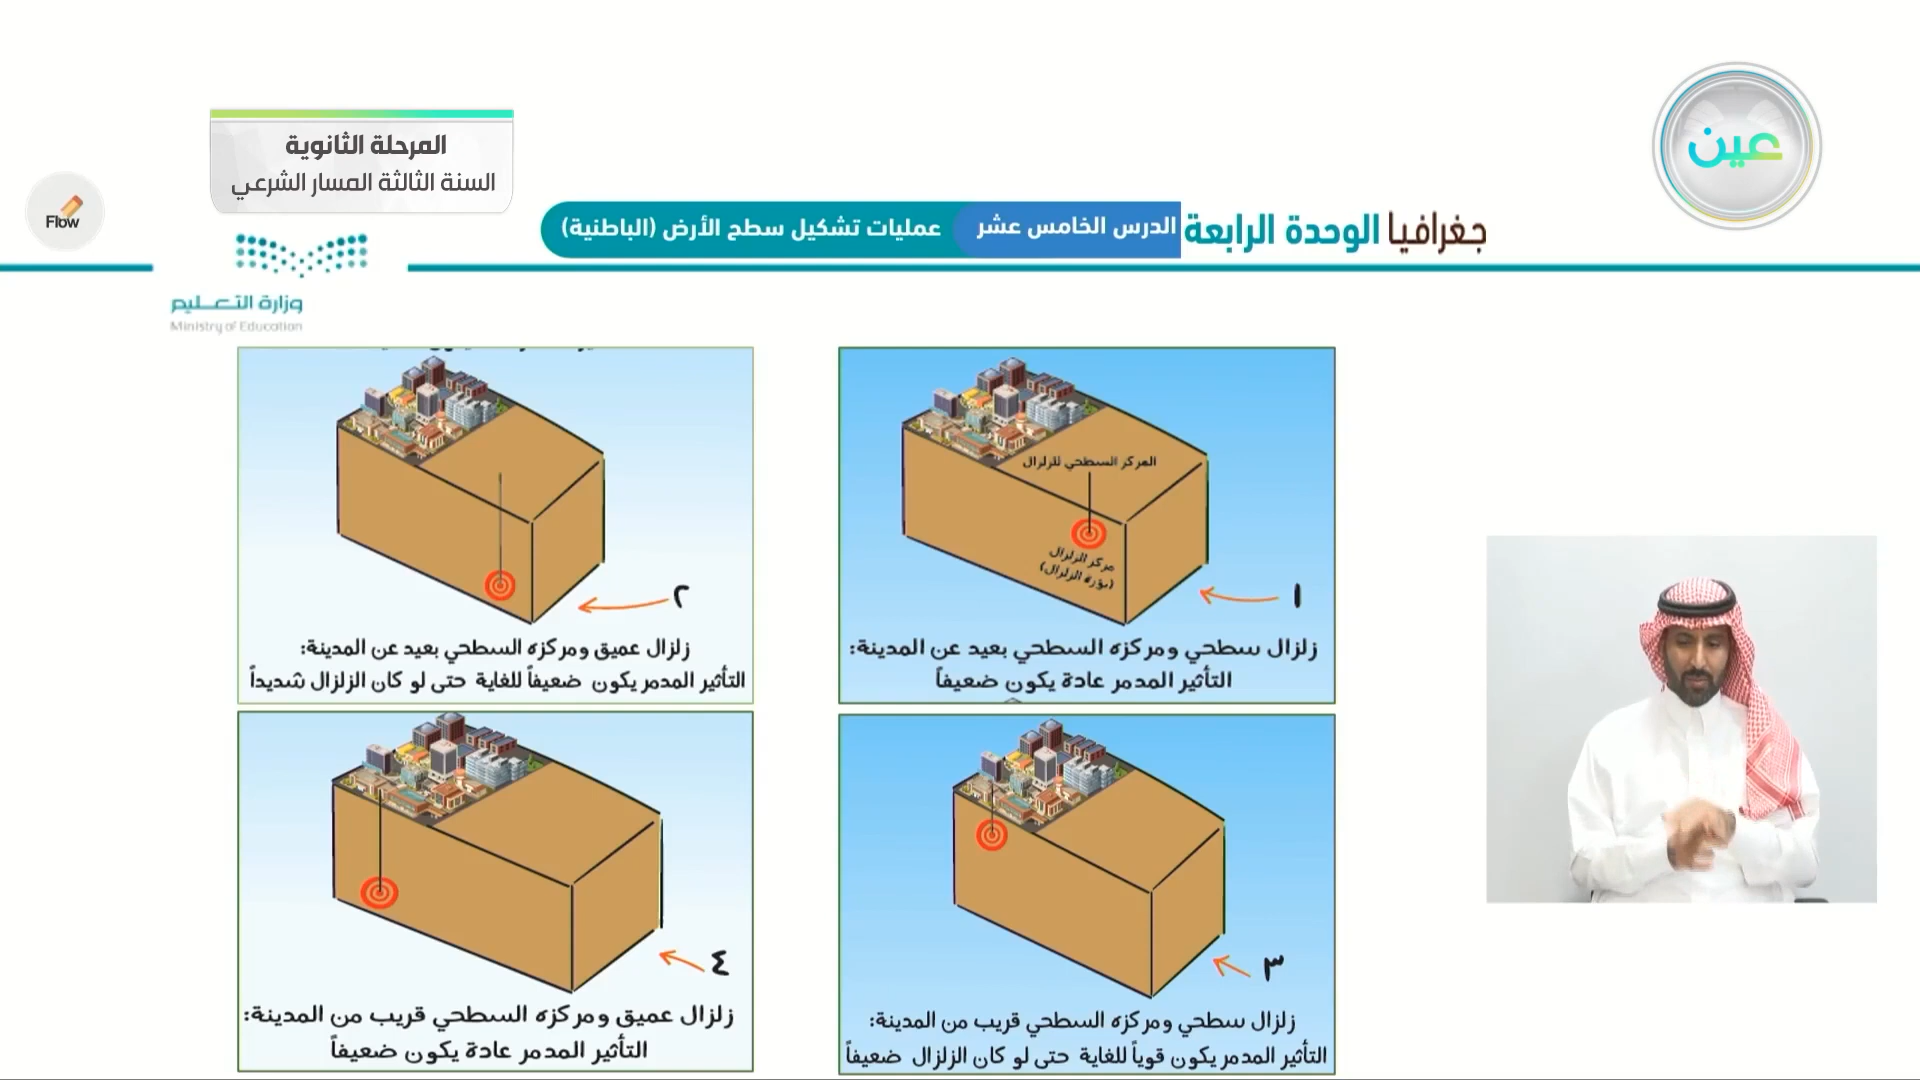 عين
المرحلة الثانوية
السنة الثالثة المسار الشرعي
جغرافيا الوحدة الرابعة الدرس الخامس عشر عمليات تشكيل سطح الأرض (الباطنية)
Flow
وزارة التعليم
Ministry of Education
المركز السطحي للزلزال
مركز الزلزال
(بؤرة الزلزال)
١
زلزال سطحي ومركزه السطحي بعيد عن المدينة:
التأثير المدمر عادة يكون ضعيفاً
٢
زلزال عميق ومركزه السطحي بعيد عن المدينة:
التأثير المدمر يكون ضعيفاً للغاية حتى لو كان الزلزال شديداً
٣
زلزال سطحي ومركزه السطحي قريب من المدينة:
التأثير المدمر يكون قوياً للغاية حتى لو كان الزلزال ضعيفاً
٤
زلزال عميق ومركزه السطحي قريب من المدينة:
التأثير المدمر عادة يكون ضعيفاً